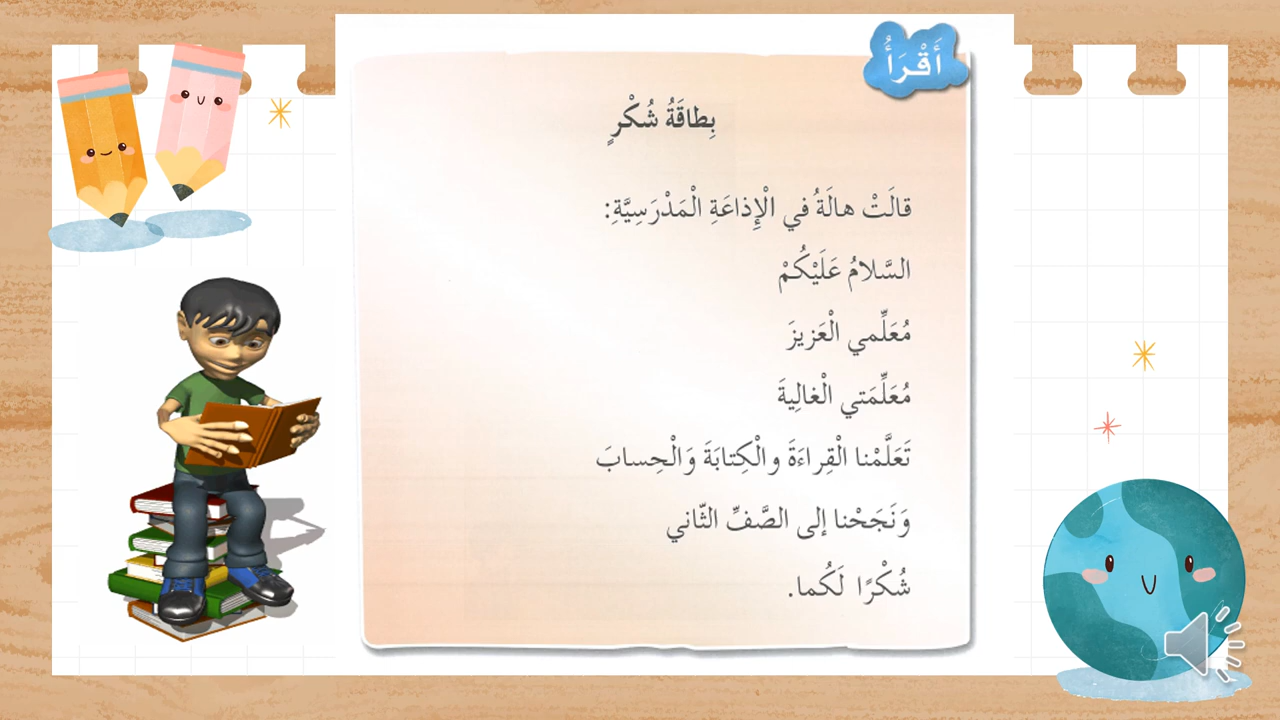 أَقْرَأُ
بِطاقَةُ شُكْرٍ
قالَتْ هالَةُ في الْإِذاعَةِ الْمَدْرَسِيَّةِ:
السَّلامُ عَلَيْكُمْ
مُعَلِّمي الْعَزيزَ
مُعَلِّمَتي الْغالِيةَ
تَعَلَّمْنا الْقِراءَةَ والْكِتابَةَ وَالْحِسابَ
وَنَجَحْنا إلى الصَّفِّ الثّاني
شُكْرًا لَكُما.